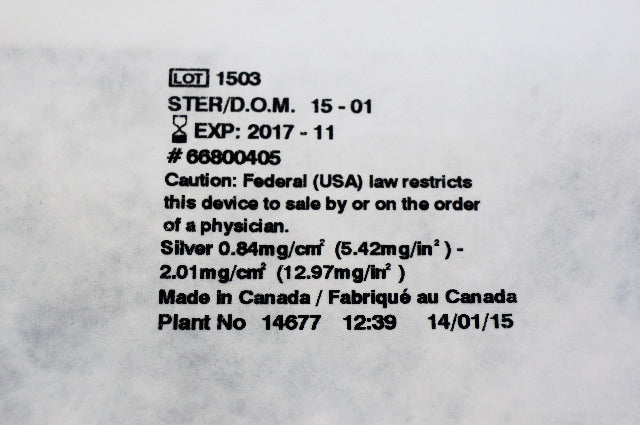 LOT 1503
STER/D.O.M. 15 - 01
EXP: 2017 - 11
# 66800405
Caution: Federal (USA) law restricts
this device to sale by or on the order
of a physician.
Silver 0.84mg/cm² (5.42mg/in²) -
2.01mg/cm² (12.97mg/in²)
Made in Canada / Fabriqué au Canada
Plant No 14677 12:39 14/01/15